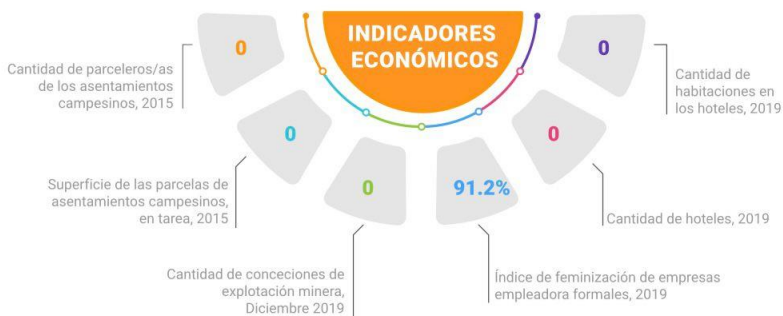 INDICADORES
ECONÓMICOS
0
Cantidad de parceleros/as
de los asentamientos
campesinos, 2015
0
Superficie de las parcelas de
asentamientos campesinos,
en tarea, 2015
0
Cantidad de conceciones de
explotación minera,
Diciembre 2019
91.2%
Índice de feminización de empresas
empleadora formales, 2019
0
Cantidad de hoteles, 2019
0
Cantidad de
habitaciones en
los hoteles, 2019